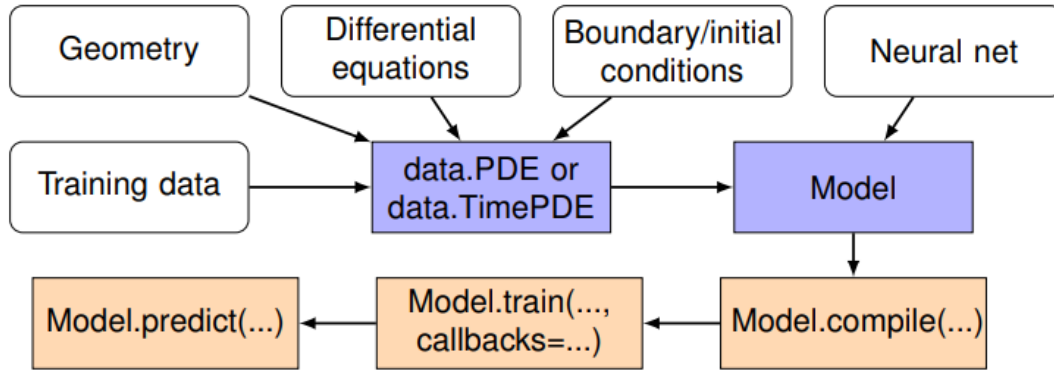 Geometry
Differential
equations
Boundary/initial
conditions
Neural net
Training data
data.PDE or
data.TimePDE
Model
Model.predict(...)
Model.train(...,
callbacks=...)
Model.compile(...)